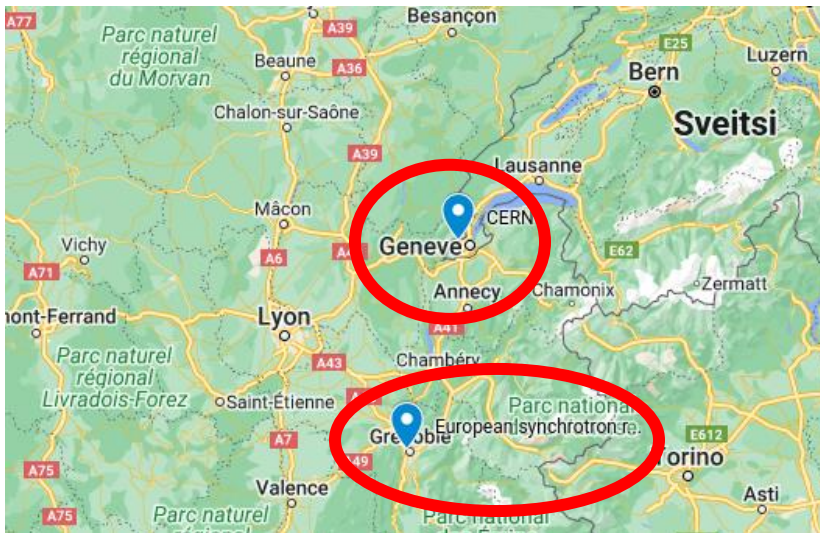 A77
Parc naturel
régional
du Morvan
A39
Besançon
Beaune
A36
E25
Luzern
Bern
Chalon-sur-Saône
Sveitsi
A39
Lausanne
Mâcon
CERN
Vichy
Geneve
A6
E62
A71
Annecy
Chamonix
Zermatt
Lyon
A41
Parc naturel
régional
Livradois-Forez
A43
Chambéry
Saint-Étienne
Parc national
European synchrotron r...
A7
Grenoble
E612
A49
Torino
A75
Valence
Asti
A75
Parc naturel
régional
Parc national